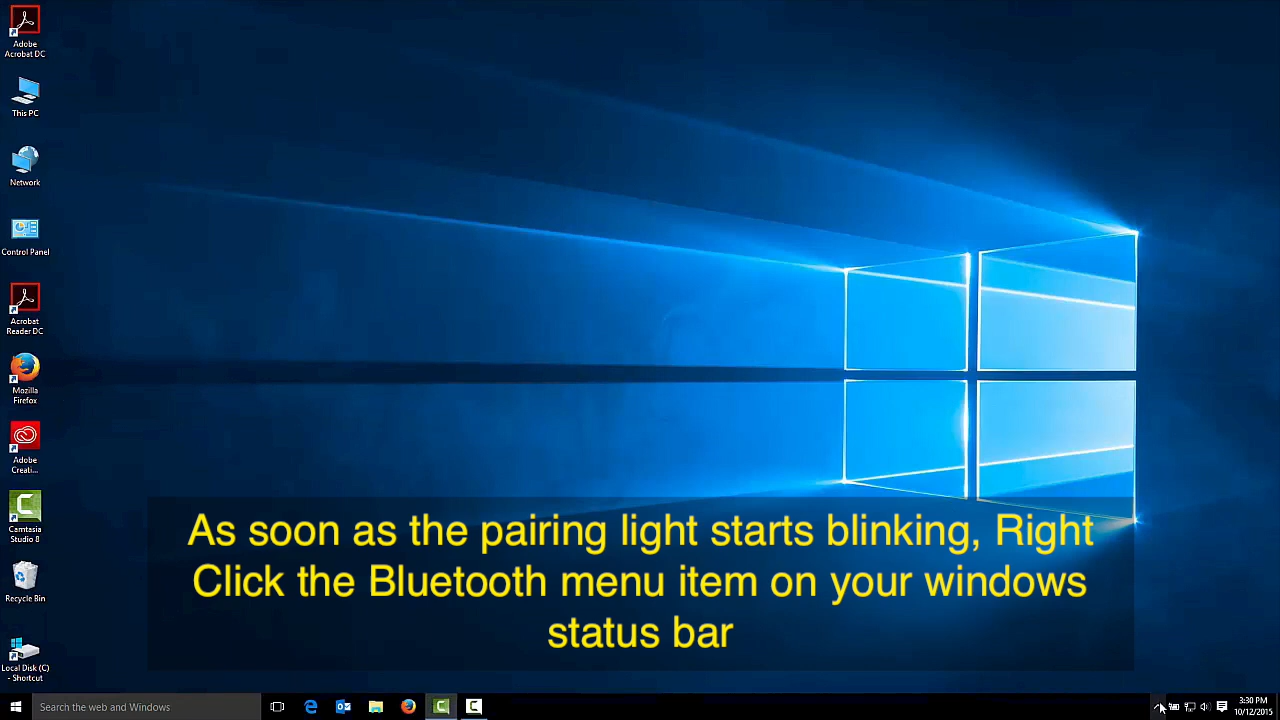 Adobe
Acrobat DC
This PC
Network
Control Panel
Acrobat
Reader DC
Mozilla
Firefox
Adobe
Creati...
Camtasia
Studio 8
Recycle Bin
Local Disk (C)
- Shortcut
As soon as the pairing light starts blinking, Right
Click the Bluetooth menu item on your windows
status bar
Search the web and Windows
3:30 PM
10/12/2015